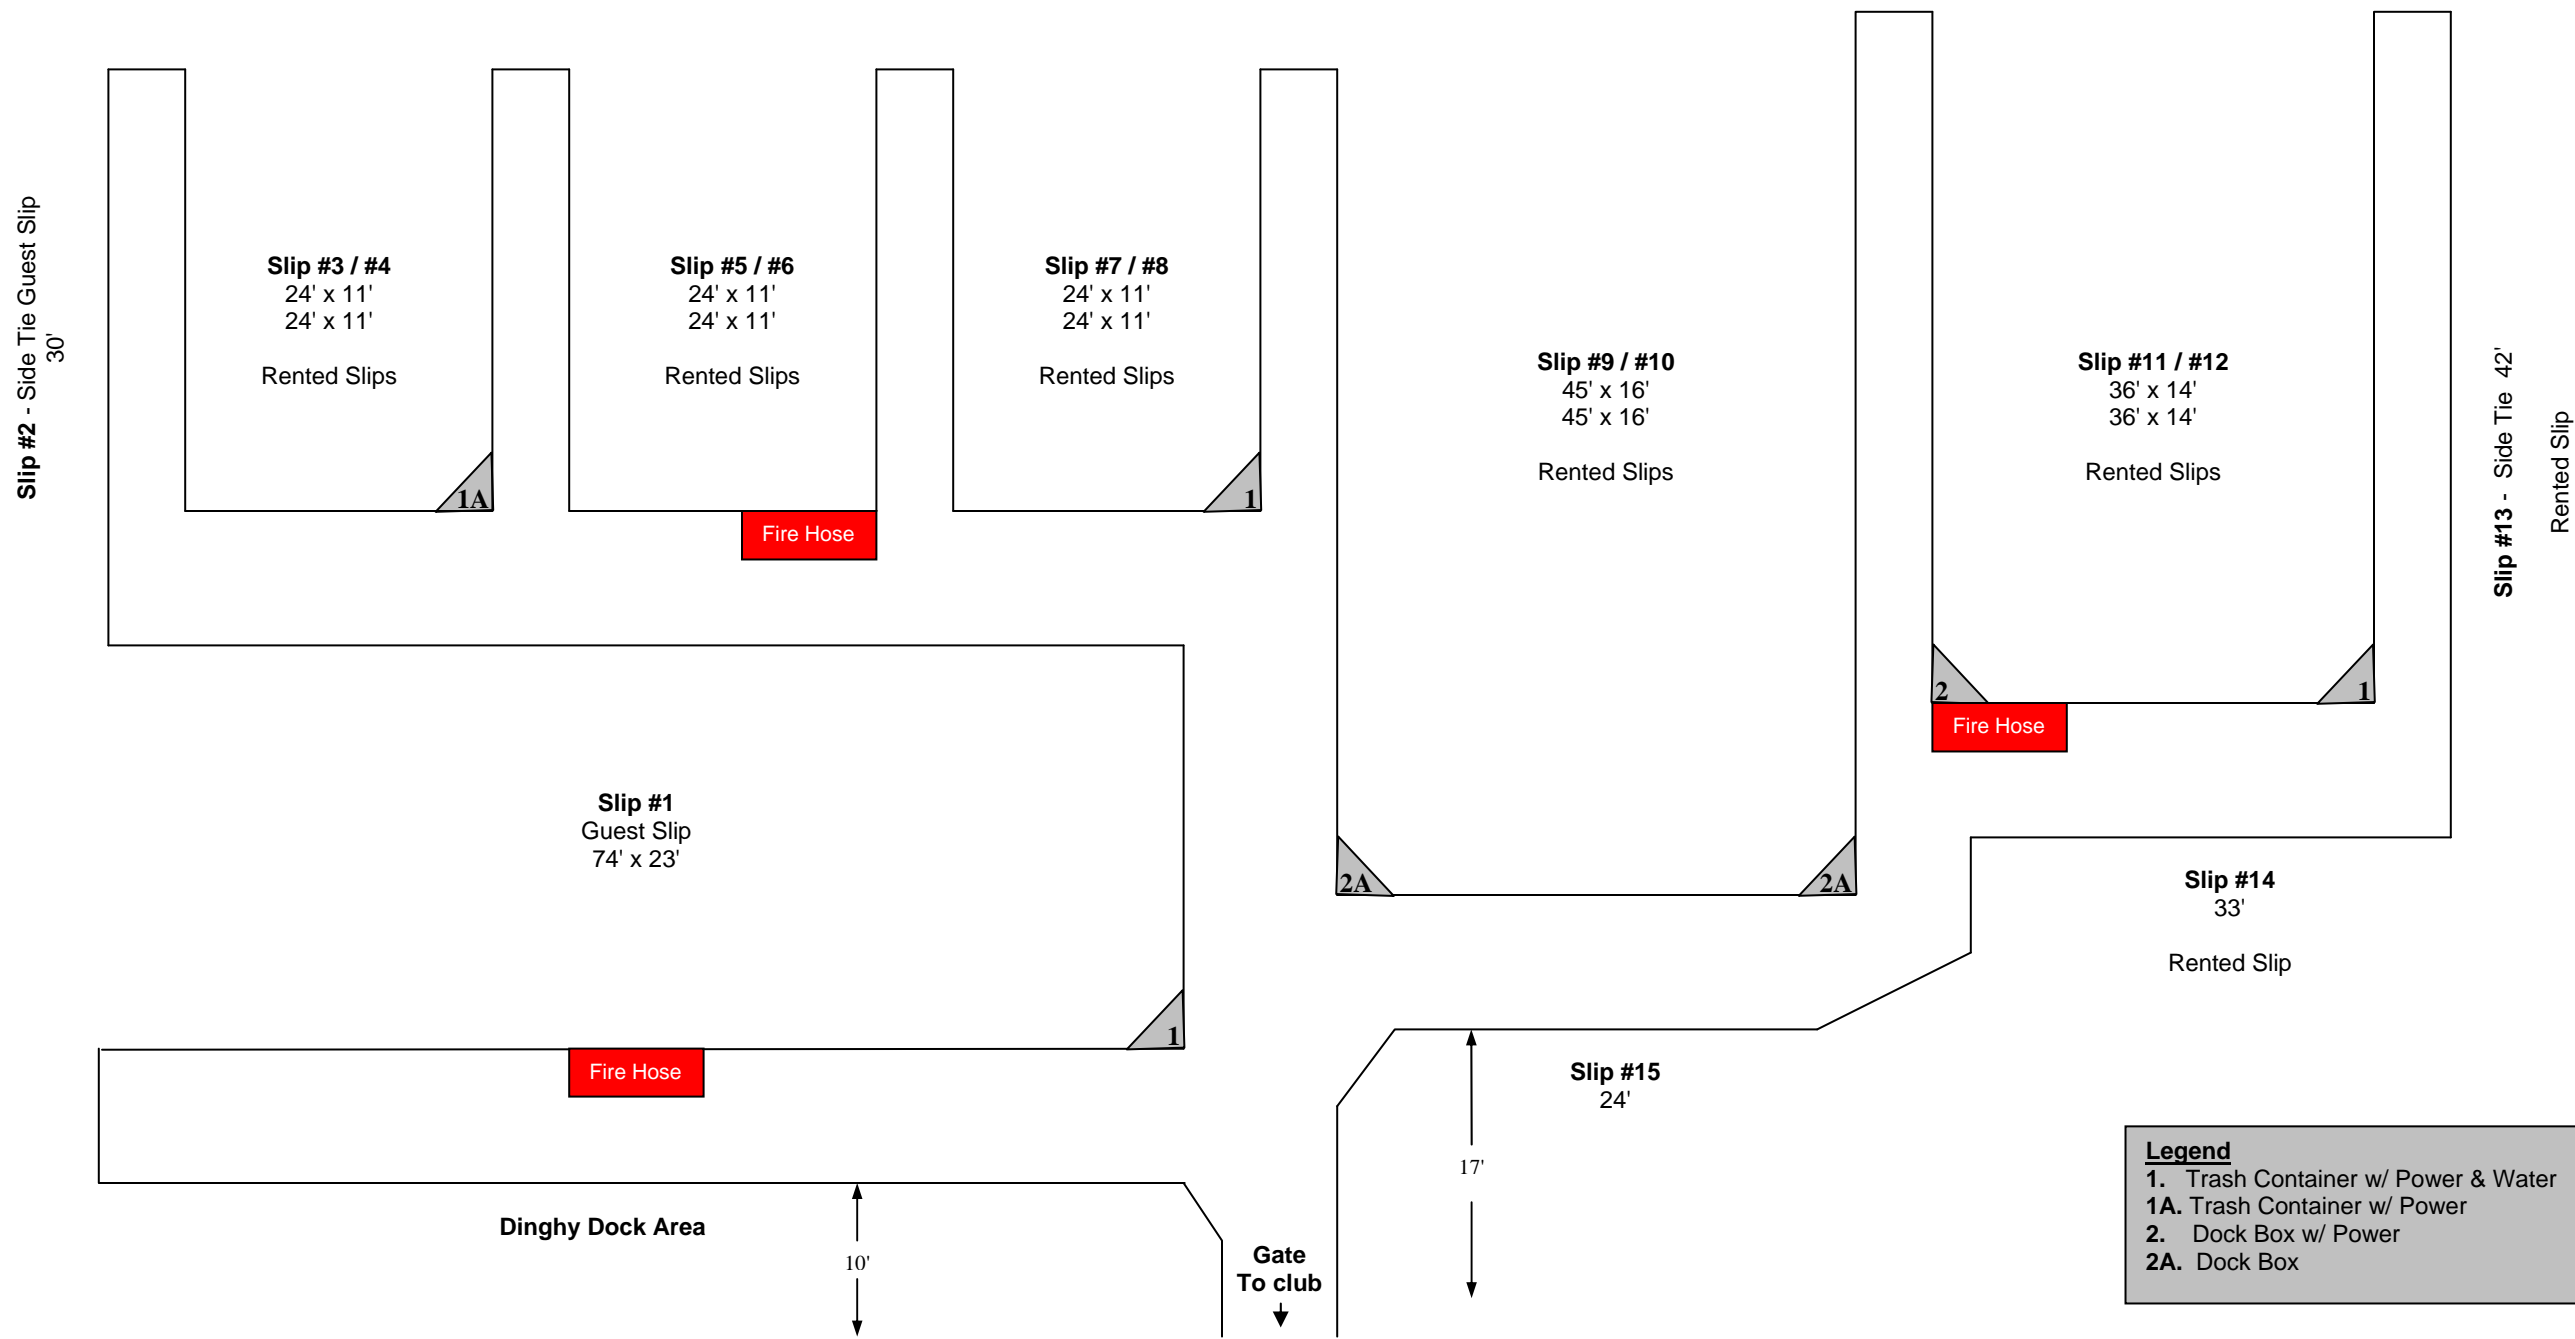 Slip #2 - Side Tie Guest Slip
30'
Slip #3 / #4
24' x 11'
24' x 11'
Rented Slips
1A
Slip #5 / #6
24' x 11'
24' x 11'
Rented Slips
Fire Hose
Slip #7 / #8
24' x 11'
24' x 11'
Rented Slips
1
Slip #9 / #10
45' x 16'
45' x 16'
Rented Slips
2A
2A
Slip #11 / #12
36' x 14'
36' x 14'
Rented Slips
2
1
Fire Hose
Slip #13 - Side Tie 42'
Rented Slip
Slip #1
Guest Slip
74' x 23'
1
Fire Hose
Slip #14
33'
Rented Slip
Slip #15
24'
17'
Dinghy Dock Area
10'
Gate
To club
Legend
1. Trash Container w/ Power & Water
1A. Trash Container w/ Power
2. Dock Box w/ Power
2A. Dock Box